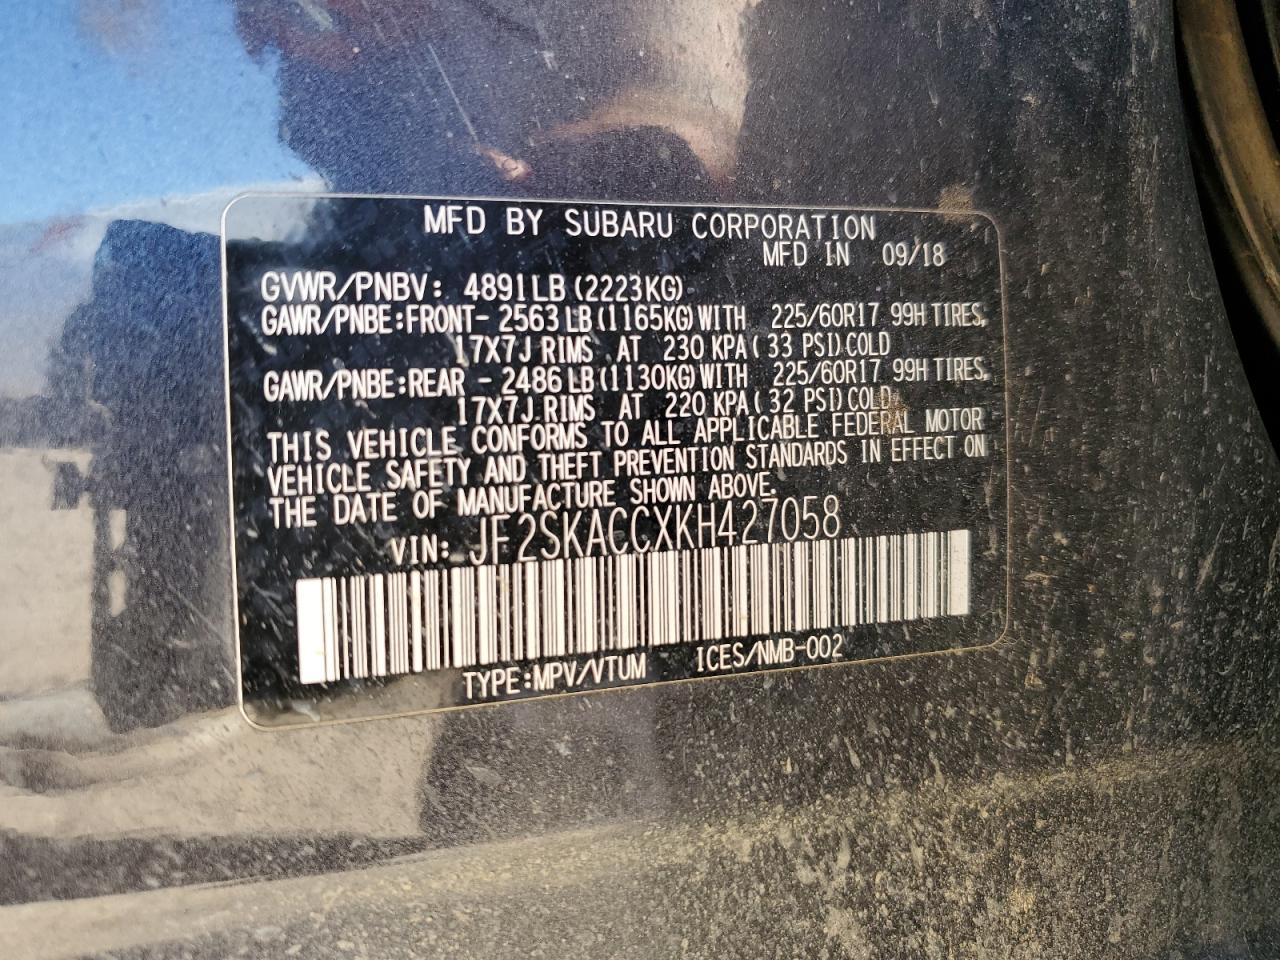 MFD BY SUBARU CORPORATION
MFD IN 09/18
GVWR/PNBV: 4891LB (2223KG)
GAWR/PNBE:FRONT- 2563 LB (1165KG) WITH 225/60R17 99H TIRES,
17X7J RIMS AT 230 KPA ( 33 PSI) COLD
GAWR/PNBE:REAR - 2486 LB (1130KG) WITH 225/60R17 99H TIRES,
17X7J RIMS AT 220 KPA ( 32 PSI) COLD.
THIS VEHICLE CONFORMS TO ALL APPLICABLE FEDERAL MOTOR
VEHICLE SAFETY AND THEFT PREVENTION STANDARDS IN EFFECT ON
THE DATE OF MANUFACTURE SHOWN ABOVE.
VIN: JF2SKACCXKH427058
TYPE:MPV/VTUM ICES/NMB-002